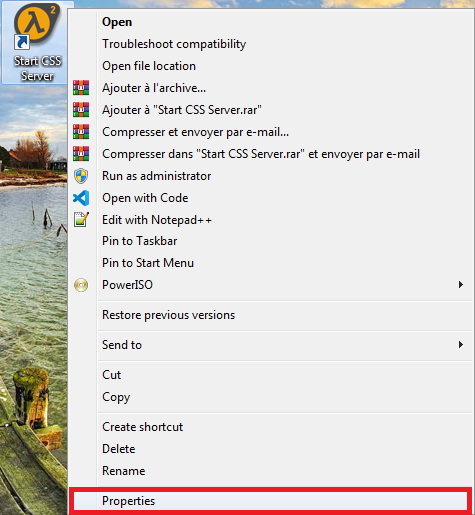 2
Start CSS
Server
Open
Troubleshoot compatibility
Open file location
Ajouter à l'archive...
Ajouter à "Start CSS Server.rar"
Compresser et envoyer par e-mail...
Compresser dans "Start CSS Server.rar" et envoyer par e-mail
Run as administrator
Open with Code
Edit with Notepad++
Pin to Taskbar
Pin to Start Menu
PowerISO
Restore previous versions
Send to
Cut
Copy
Create shortcut
Delete
Rename
Properties